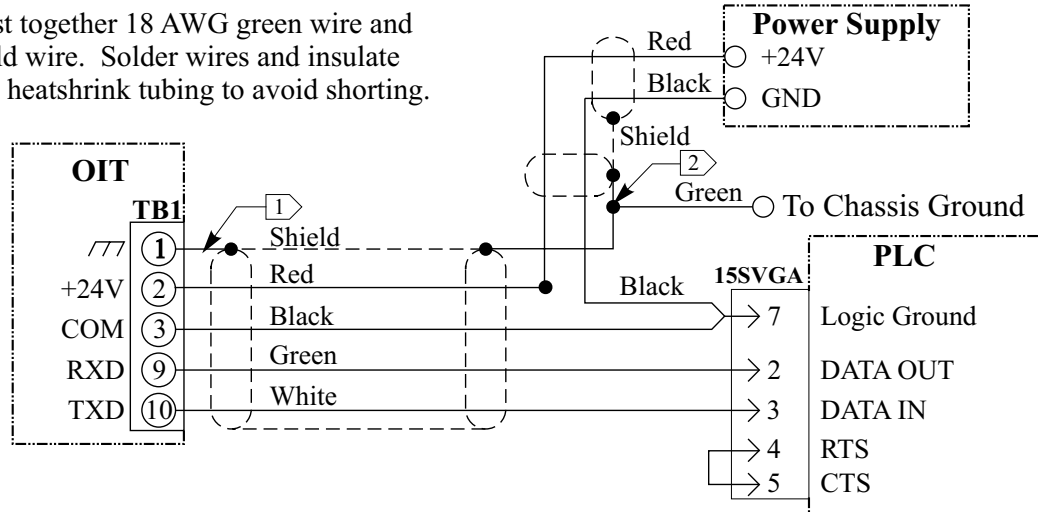 together 18 AWG green wire and
wire. Solder wires and insulate
heatshrink tubing to avoid shorting.
Power Supply
Red
+24V
Black
GND
Shield
2
Green
To Chassis Ground
OIT
TB1
1
1
Shield
+24V
2
Red
COM
3
Black
RXD
9
Green
TXD
10
White
PLC
15SVGA
Black
7
Logic Ground
2
DATA OUT
3
DATA IN
4
RTS
5
CTS